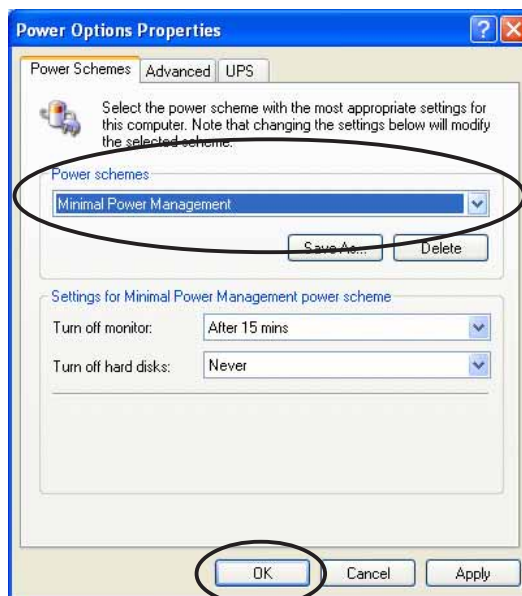 Power Options Properties
Power Schemes Advanced UPS
Select the power scheme with the most appropriate settings for
this computer. Note that changing the settings below will modify
the selected scheme.
Power schemes
Minimal Power Management
Save As... Delete
Settings for Minimal Power Management power scheme
Turn off monitor: After 15 mins
Turn off hard disks: Never
OK Cancel Apply